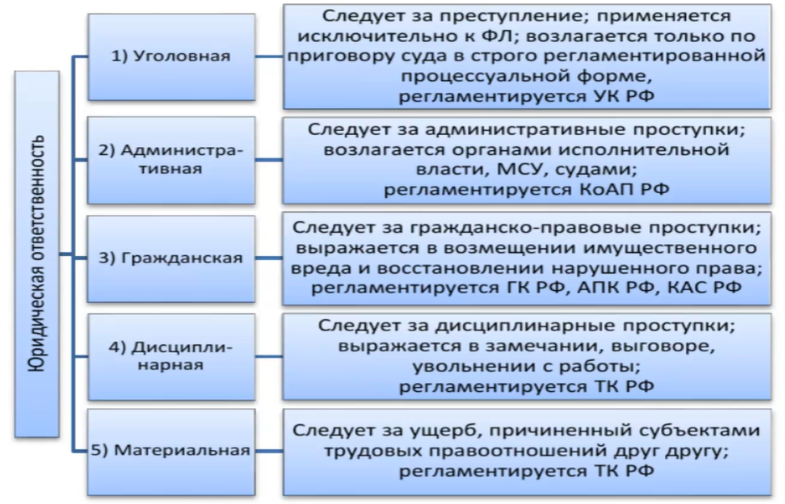 Юридическая ответственность
1) Уголовная
Следует за преступление; применяется
исключительно к ФЛ; возлагается только по
приговору суда в строго регламентированной
процессуальной форме,
регламентируется УК РФ
2) Администра-
тивная
Следует за административные проступки;
возлагается органами исполнительной
власти, МСУ, судами;
регламентируется КоАП РФ
3) Гражданская
Следует за гражданско-правовые проступки;
выражается в возмещении имущественного
вреда и восстановлении нарушенного права;
регламентируется ГК РФ, АПК РФ, КАС РФ
4) Дисципли-
нарная
Следует за дисциплинарные проступки;
выражается в замечании, выговоре,
увольнении с работы;
регламентируется ТК РФ
5) Материальная
Следует за ущерб, причиненный субъектами
трудовых правоотношений друг другу;
регламентируется ТК РФ